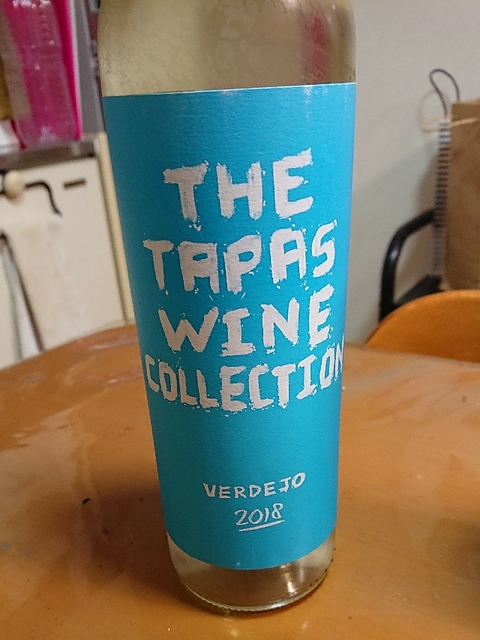 THE
TAPAS
WINE
COLLECTION
VERDEJO
2018